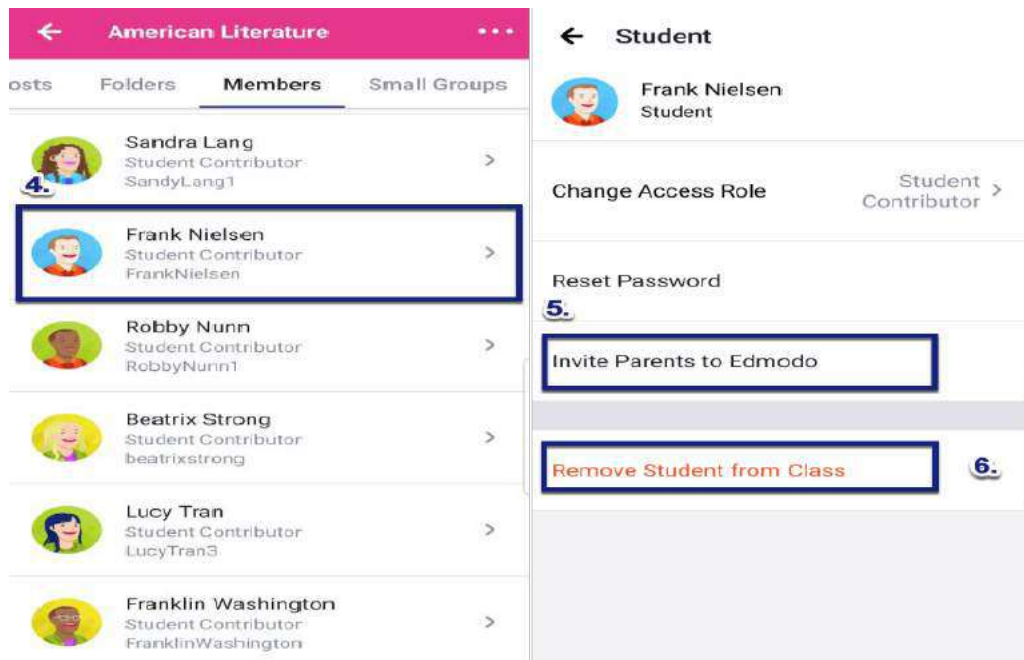 American Literature
osts Folders Members Small Groups
Sandra Lang
Student Contributor
4.
SandyLang1
Frank Nielsen
Student Contributor
FrankNielsen
Robby Nunn
Student Contributor
RobbyNunn1
Beatrix Strong
Student Contributor
beatrixstrong
Lucy Tran
Student Contributor
LucyTran3
Franklin Washington
Student Contributor
FranklinWashington
Student
Frank Nielsen
Student
Change Access Role
Student
Contributor
Reset Password
5.
Invite Parents to Edmodo
Remove Student from Class
6.